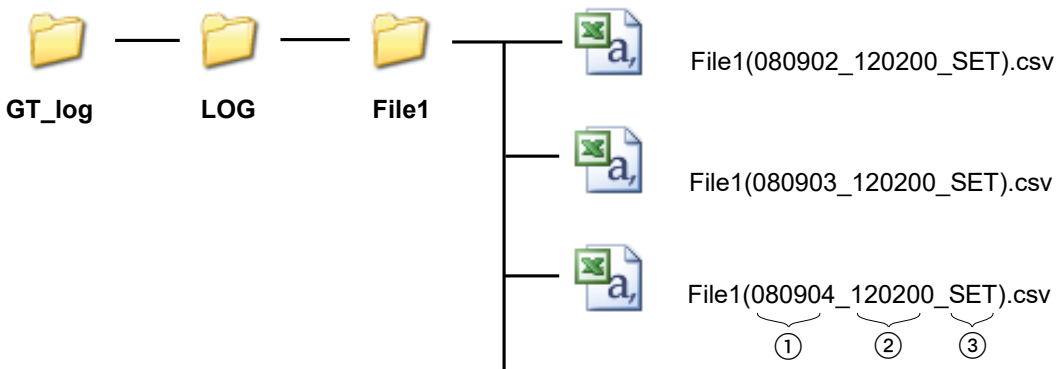 File1(080902_120200_SET).csv
GT_log LOG File1
File1(080903_120200_SET).csv
File1(080904_120200_SET).csv
① ② ③